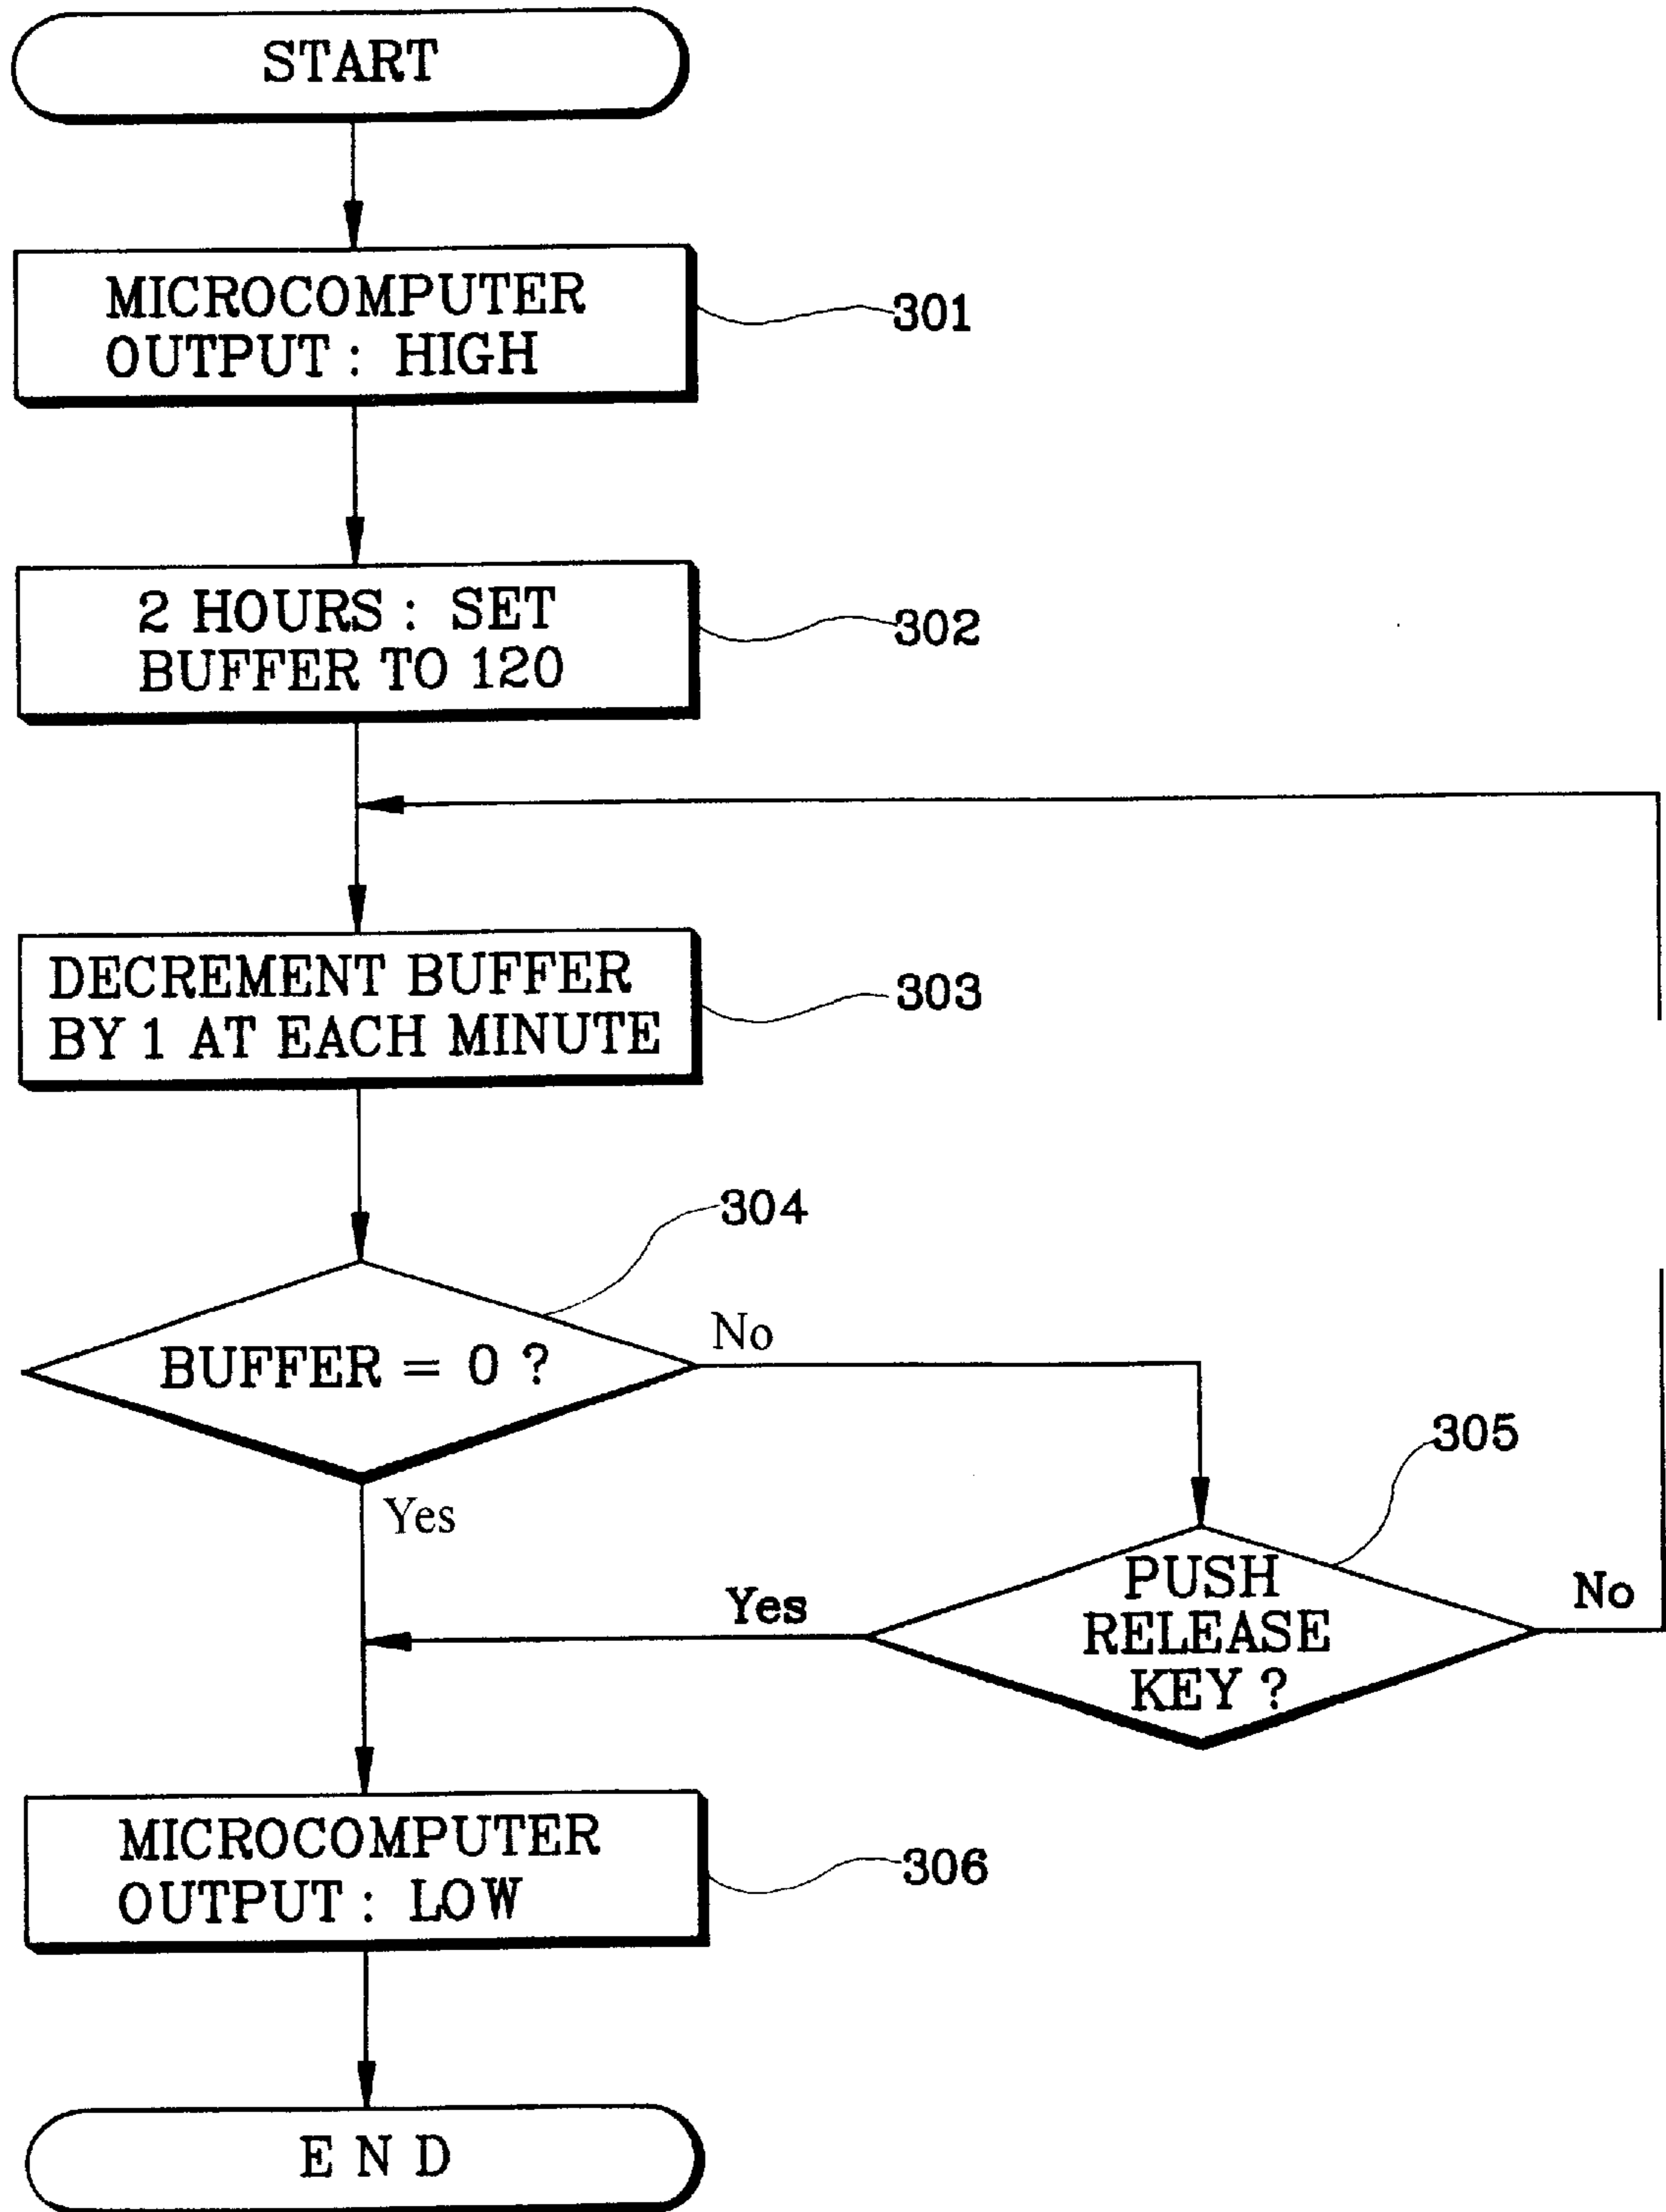 START
MICROCOMPUTER
OUTPUT : HIGH
301
2 HOURS : SET
BUFFER TO 120
302
DECREMENT BUFFER
BY 1 AT EACH MINUTE
303
304
BUFFER = 0 ?
No
Yes
305
PUSH
RELEASE
KEY ?
Yes
No
MICROCOMPUTER
OUTPUT : LOW
306
END